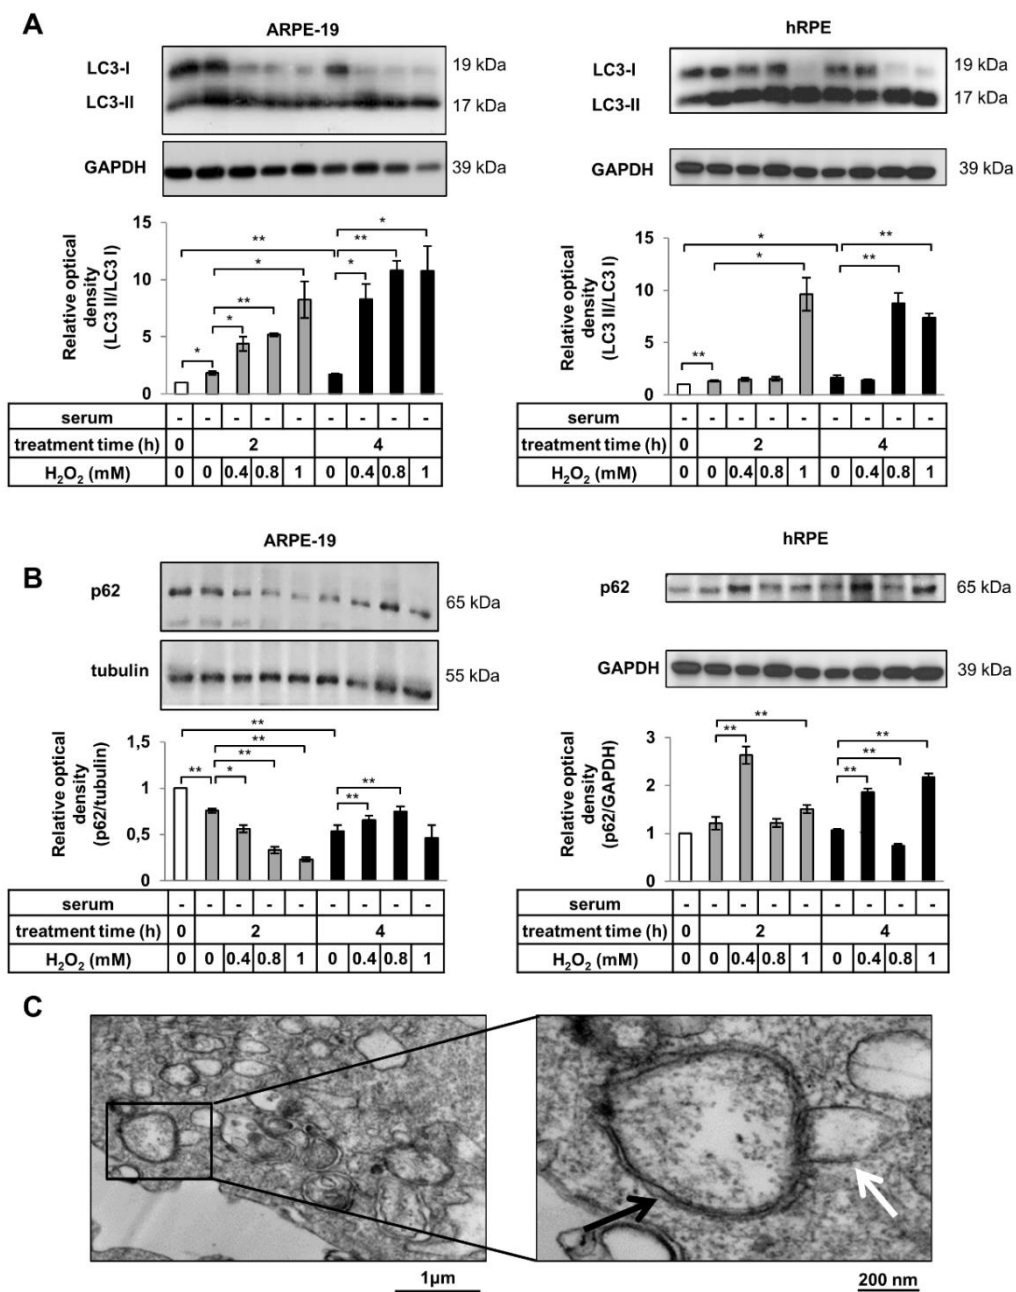 A
ARPE-19
LC3-I
19 kDa
LC3-II
17 kDa
GAPDH
39 kDa
Relative optical
density
(LC3 II/LC3 I)
15
10
5
0
* * ** * ** * ** *
serum - - - - - - - - -
treatment time (h) 0 2 4
H₂O₂ (mM) 0 0 0.4 0.8 1 0 0.4 0.8 1
hRPE
LC3-I
19 kDa
LC3-II
17 kDa
GAPDH
39 kDa
Relative optical
density
(LC3 II/LC3 I)
15
10
5
0
** * * ** **
serum - - - - - - - - -
treatment time (h) 0 2 4
H₂O₂ (mM) 0 0 0.4 0.8 1 0 0.4 0.8 1
B
ARPE-19
p62
65 kDa
tubulin
55 kDa
Relative optical
density
(p62/tubulin)
1,5
1
0,5
0
** * ** ** ** ** **
serum - - - - - - - - -
treatment time (h) 0 2 4
H₂O₂ (mM) 0 0 0.4 0.8 1 0 0.4 0.8 1
hRPE
p62
65 kDa
GAPDH
39 kDa
Relative optical
density
(p62/GAPDH)
3
2
1
0
** ** ** ** **
serum - - - - - - - - -
treatment time (h) 0 2 4
H₂O₂ (mM) 0 0 0.4 0.8 1 0 0.4 0.8 1
C
1µm
200 nm